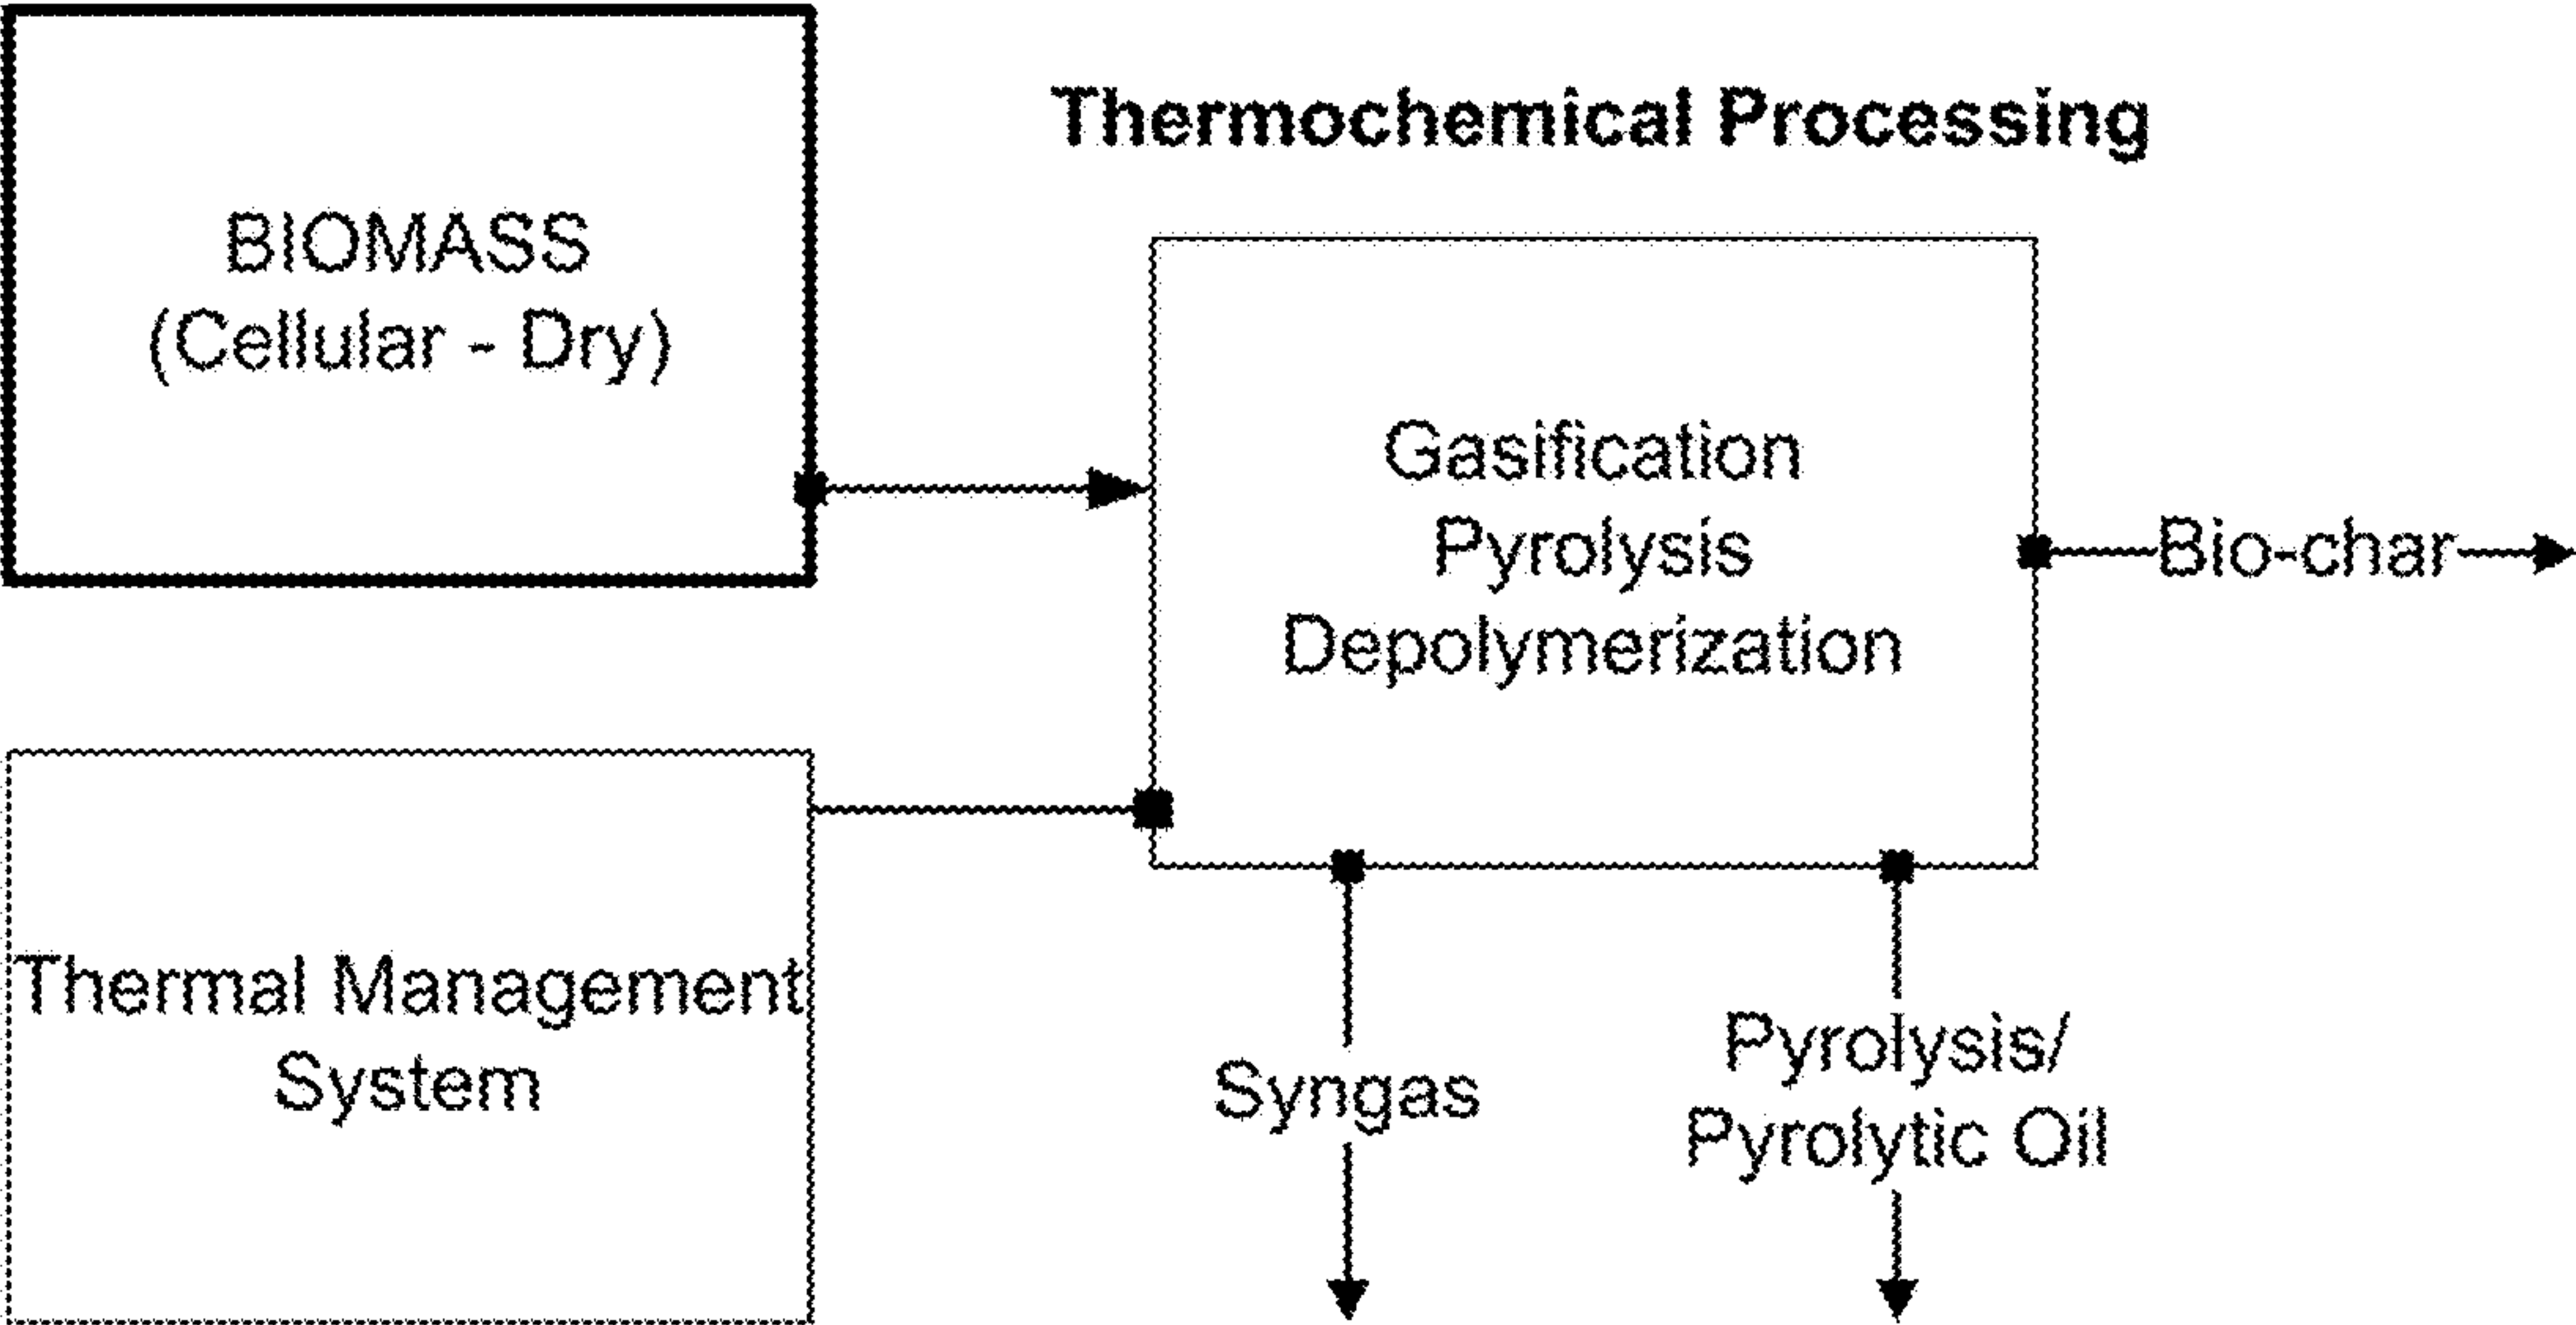 Thermochemical Processing
BIOMASS
(Cellular - Dry)
Gasification
Pyrolysis
Depolymerization
Bio-char
Thermal Management
System
Syngas
Pyrolysis/
Pyrolytic Oil